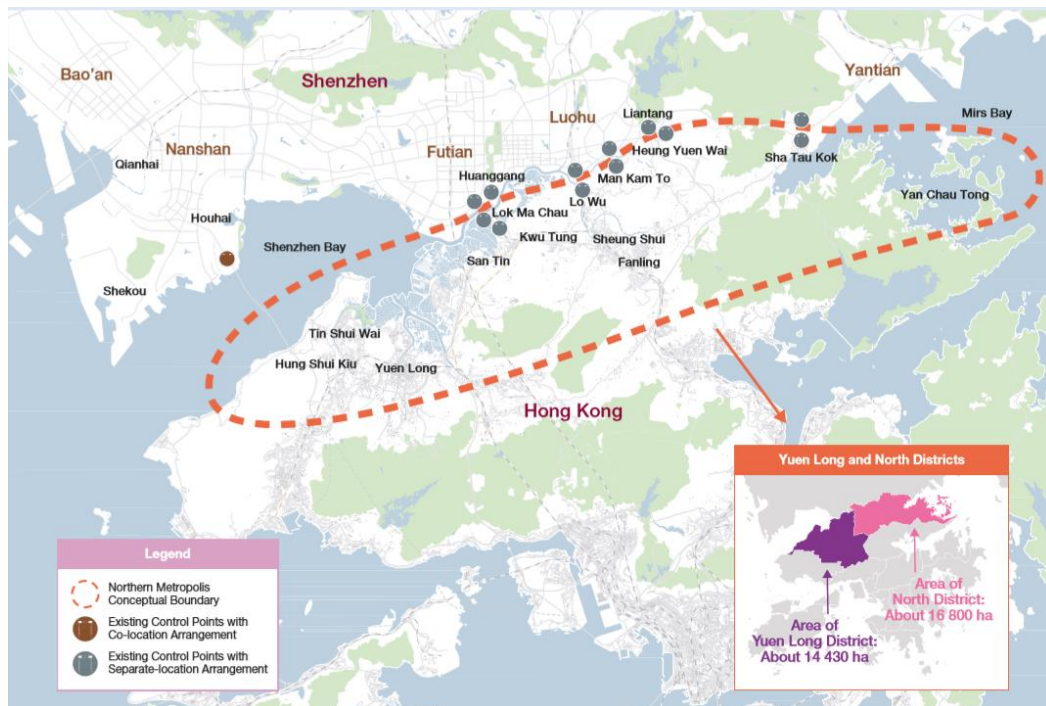 Bao'an
Shenzhen
Yantian
Mirs Bay
Luohu
Liantang
Nanshan
Futian
Heung Yuen Wai
Qianhai
Sha Tau Kok
Huanggang
Man Kam To
Yan Chau Tong
Lo Wu
Houhai
Lok Ma Chau
Shenzhen Bay
Kwu Tung
Sheung Shui
San Tin
Fanling
Shekou
Tin Shui Wai
Hung Shui Kiu
Yuen Long
Hong Kong
Yuen Long and North Districts
Area of
North District:
About 16 800 ha
Area of
Yuen Long District:
About 14 430 ha
Legend
Northern Metropolis
Conceptual Boundary
Existing Control Points with
Co-location Arrangement
Existing Control Points with
Separate-location Arrangement